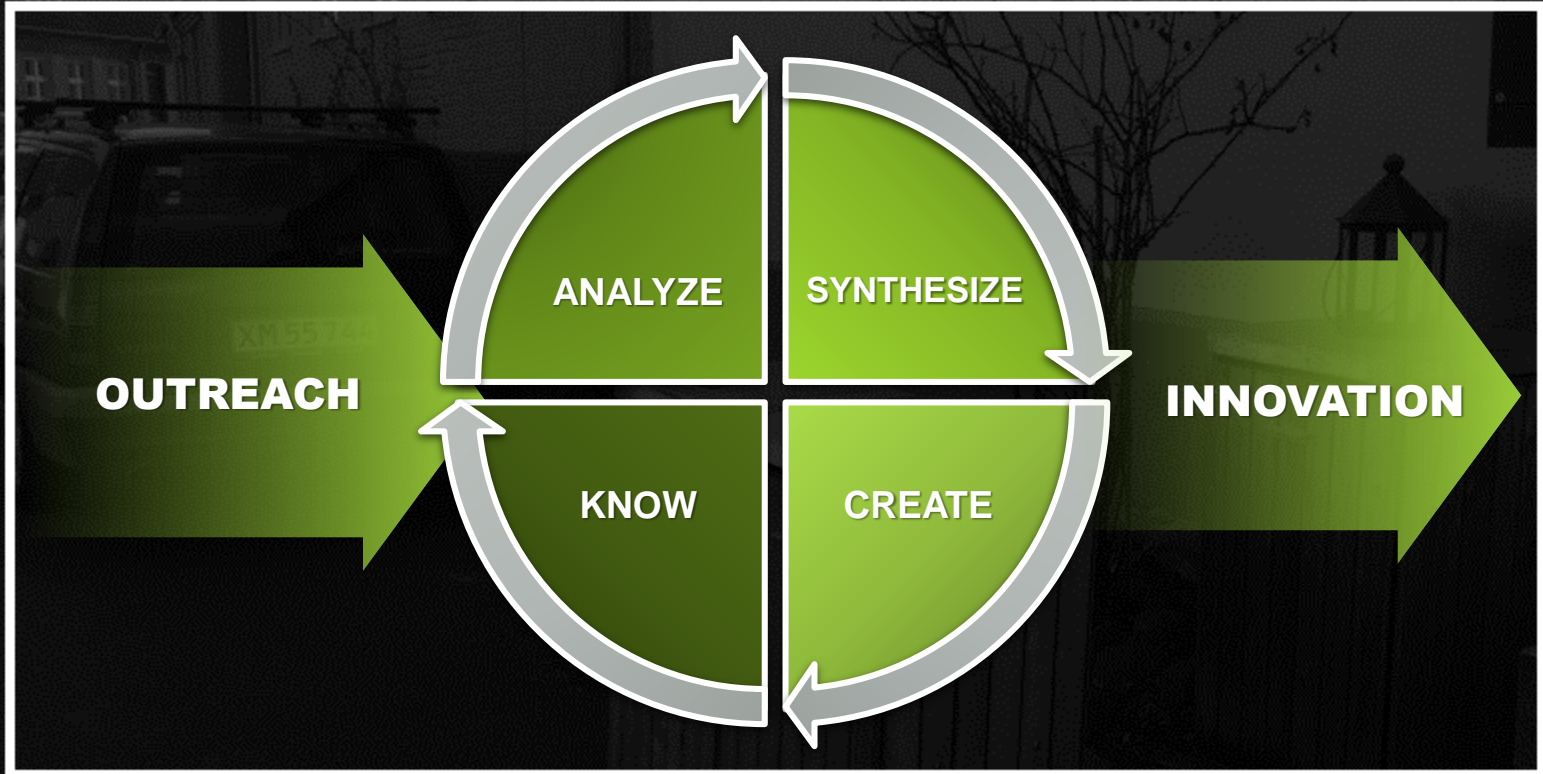 ANALYZE
SYNTHESIZE
OUTREACH
INNOVATION
KNOW
CREATE